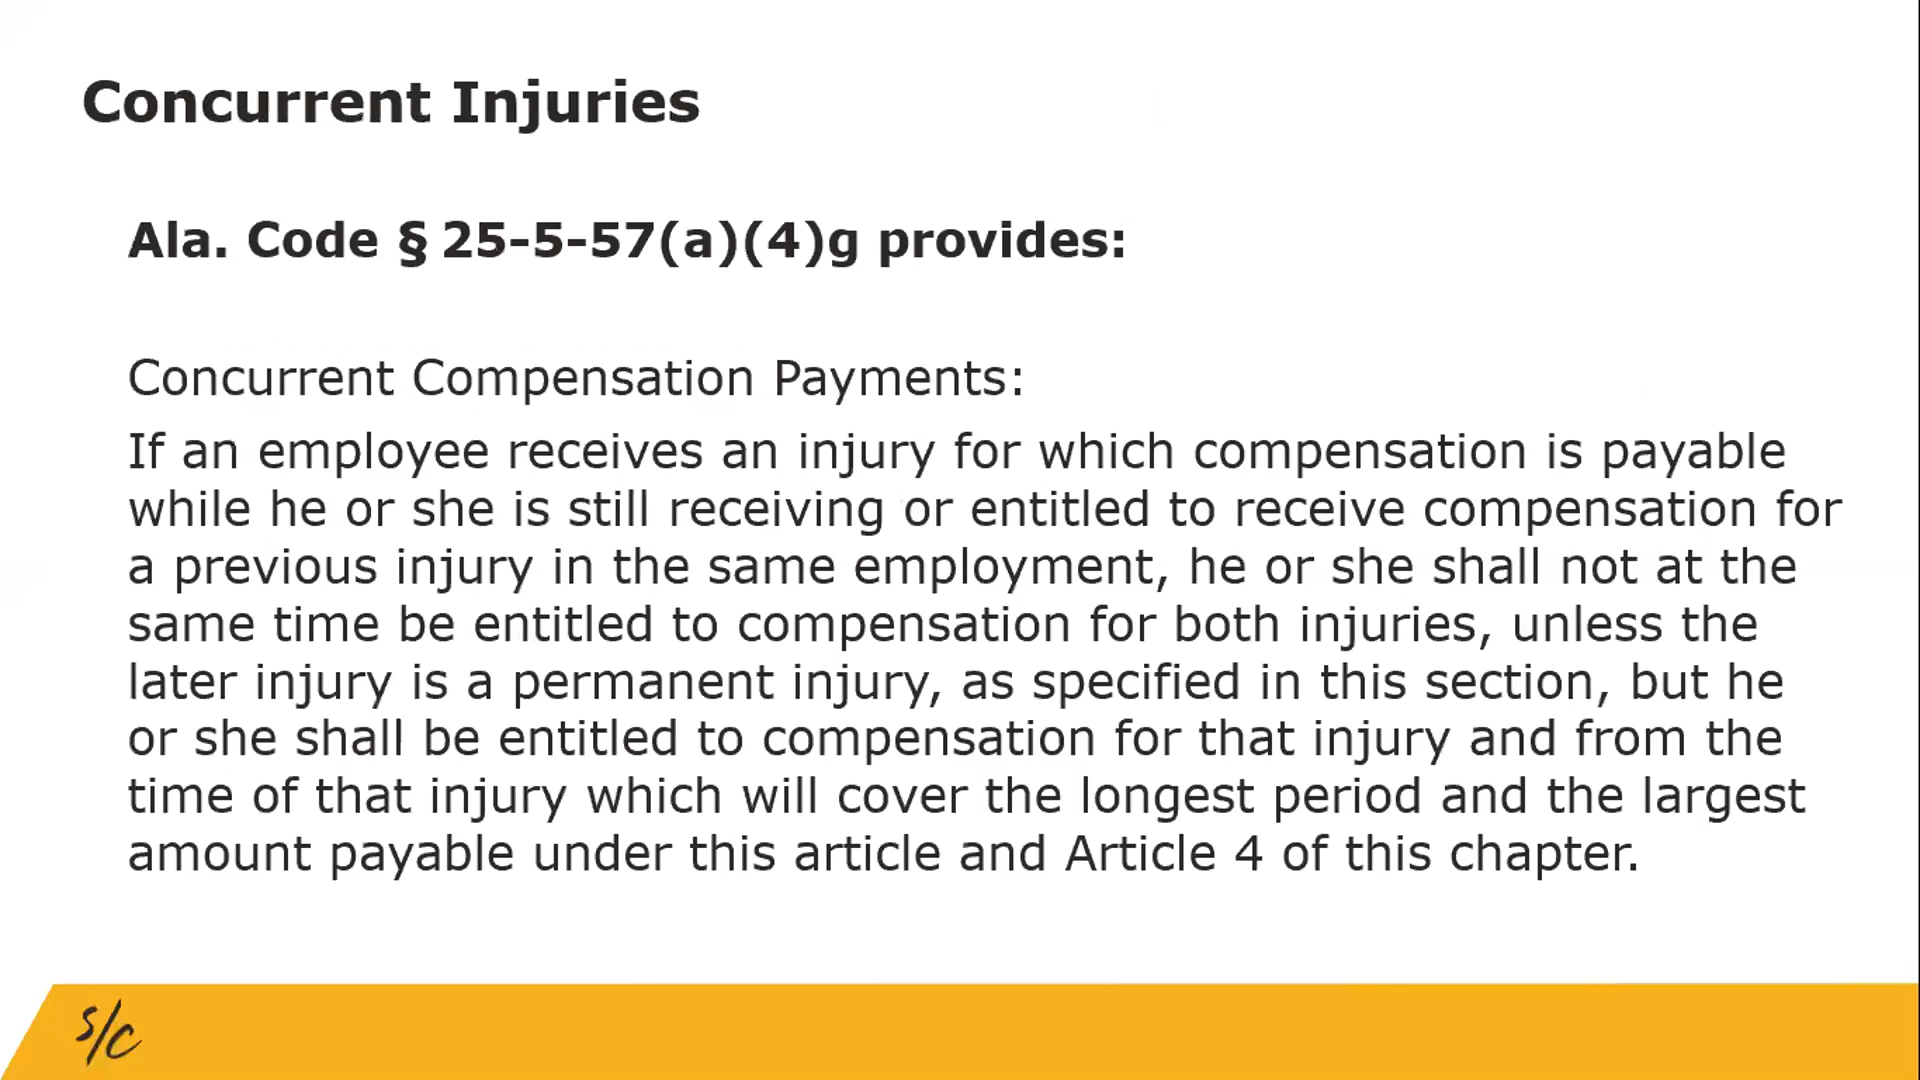 Concurrent Injuries
Ala. Code § 25-5-57(a)(4)g provides:
Concurrent Compensation Payments:
If an employee receives an injury for which compensation is payable
while he or she is still receiving or entitled to receive compensation for
a previous injury in the same employment, he or she shall not at the
same time be entitled to compensation for both injuries, unless the
later injury is a permanent injury, as specified in this section, but he
or she shall be entitled to compensation for that injury and from the
time of that injury which will cover the longest period and the largest
amount payable under this article and Article 4 of this chapter.
S/C